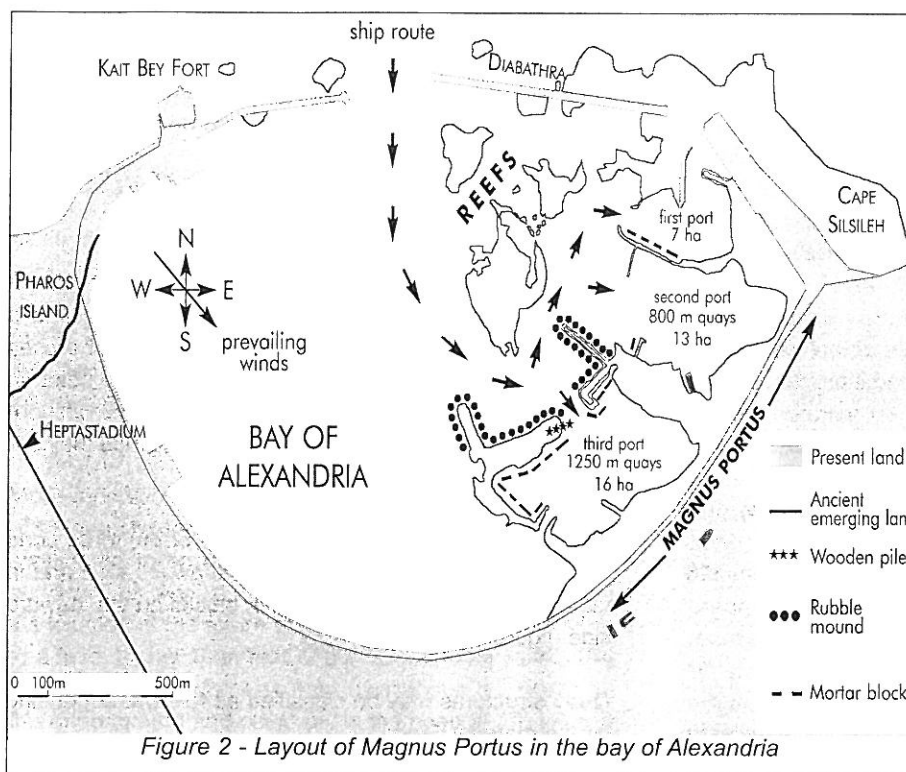 ship route
KAIT BEY FORT
DIABATHRA
REEFS
first port
7 ha
CAPE
SILSILEH
N
W E
S
PHAROS
ISLAND
prevailing
winds
second port
800 m quays
13 ha
HEPTASTADIUM
BAY OF
ALEXANDRIA
third port
1250 m quays
16 ha
MAGNUS PORTUS
Present land
Ancient
emerging lan
Wooden pile
Rubble
mound
Mortar block
0 100m 500m
Figure 2 - Layout of Magnus Portus in the bay of Alexandria